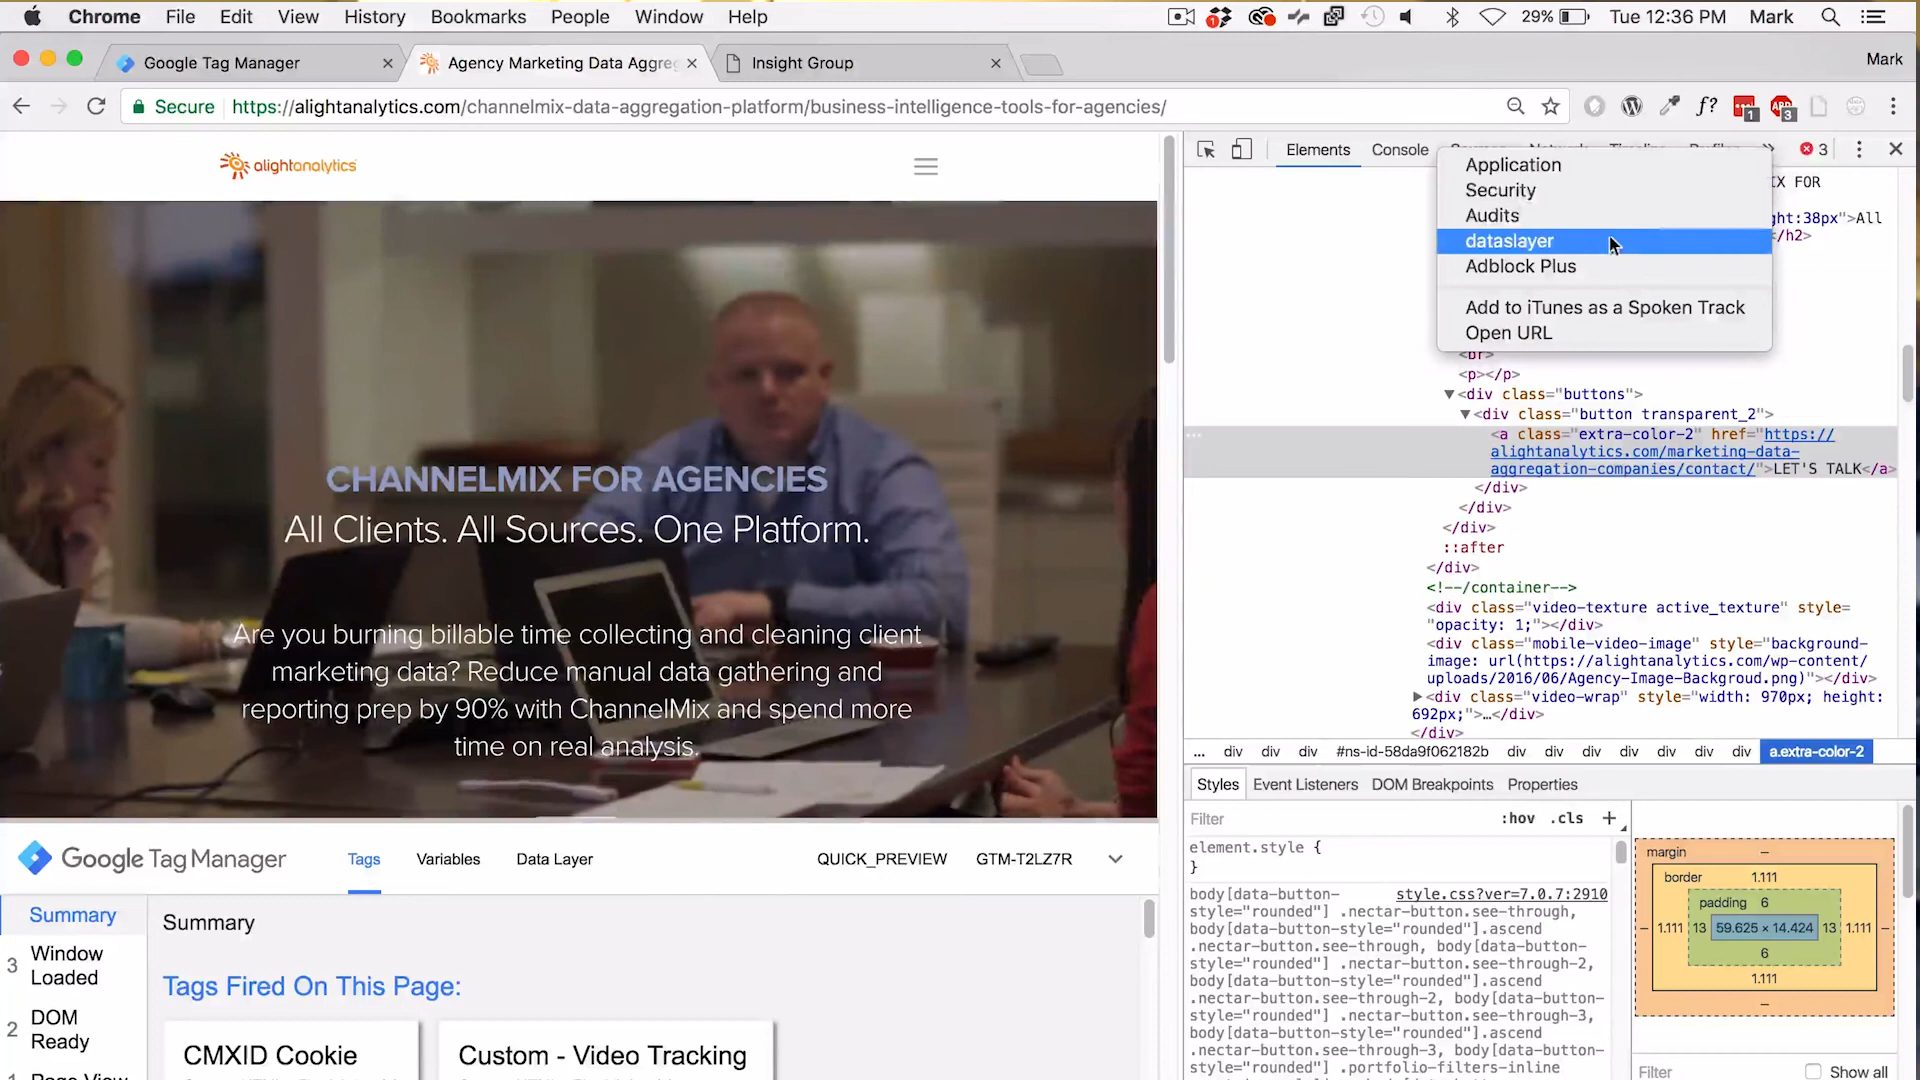 Chrome File Edit View History Bookmarks People Window Help
1
29% Tue 12:36 PM Mark
Google Tag Manager
Agency Marketing Data Aggre
Insight Group
Mark
Secure https://alightanalytics.com/channelmix-data-aggregation-platform/business-intelligence-tools-for-agencies/
f? 1 ABP 3
alightanalytics
CHANNELMIX FOR AGENCIES
All Clients. All Sources. One Platform.
Are you burning billable time collecting and cleaning client
marketing data? Reduce manual data gathering and
reporting prep by 90% with ChannelMix and spend more
time on real analysis.
Google Tag Manager Tags Variables Data Layer QUICK_PREVIEW GTM-T2LZ7R
Summary
3 Window
Loaded
2 DOM
Ready
Page View
Summary
Tags Fired On This Page:
CMXID Cookie
Custom - Video Tracking
Elements Console
3
Application
Security
Audits
dataslayer
Adblock Plus
Add to iTunes as a Spoken Track
Open URL
IX FOR
ght:38px">All
</h2>
<br>
<p></p>
<div class="buttons">
<div class="button transparent_2">
<a class="extra-color-2" href="https://
alightanalytics.com/marketing-data-
aggregation-companies/contact/">LET'S TALK</a>
</div>
</div>
</div>
::after
</div>
<!--/container-->
<div class="video-texture active_texture" style=
"opacity: 1;"></div>
<div class="mobile-video-image" style="background-
image: url(https://alightanalytics.com/wp-content/
uploads/2016/06/Agency-Image-Backgroud.png)"></div>
<div class="video-wrap" style="width: 970px; height:
692px;">…</div>
</div>
... div div div #ns-id-58da9f062182b div div div div div div div a.extra-color-2
Styles Event Listeners DOM Breakpoints Properties
Filter :hov .cls +
element.style {
}
body[data-button- style.css?ver=7.0.7:2910
style="rounded"] .nectar-button.see-through,
body[data-button-style="rounded"].ascend
.nectar-button.see-through, body[data-button-
style="rounded"] .nectar-button.see-through-2,
body[data-button-style="rounded"].ascend
.nectar-button.see-through-2, body[data-button-
style="rounded"] .nectar-button.see-through-3,
body[data-button-style="rounded"].ascend
.nectar-button.see-through-3, body[data-button-
style="rounded"] .portfolio-filters-inline
margin –
border 1.111
padding 6
– 1.111 13 59.625 × 14.424 13 1.111 –
6
1.111
–
Filter Show all